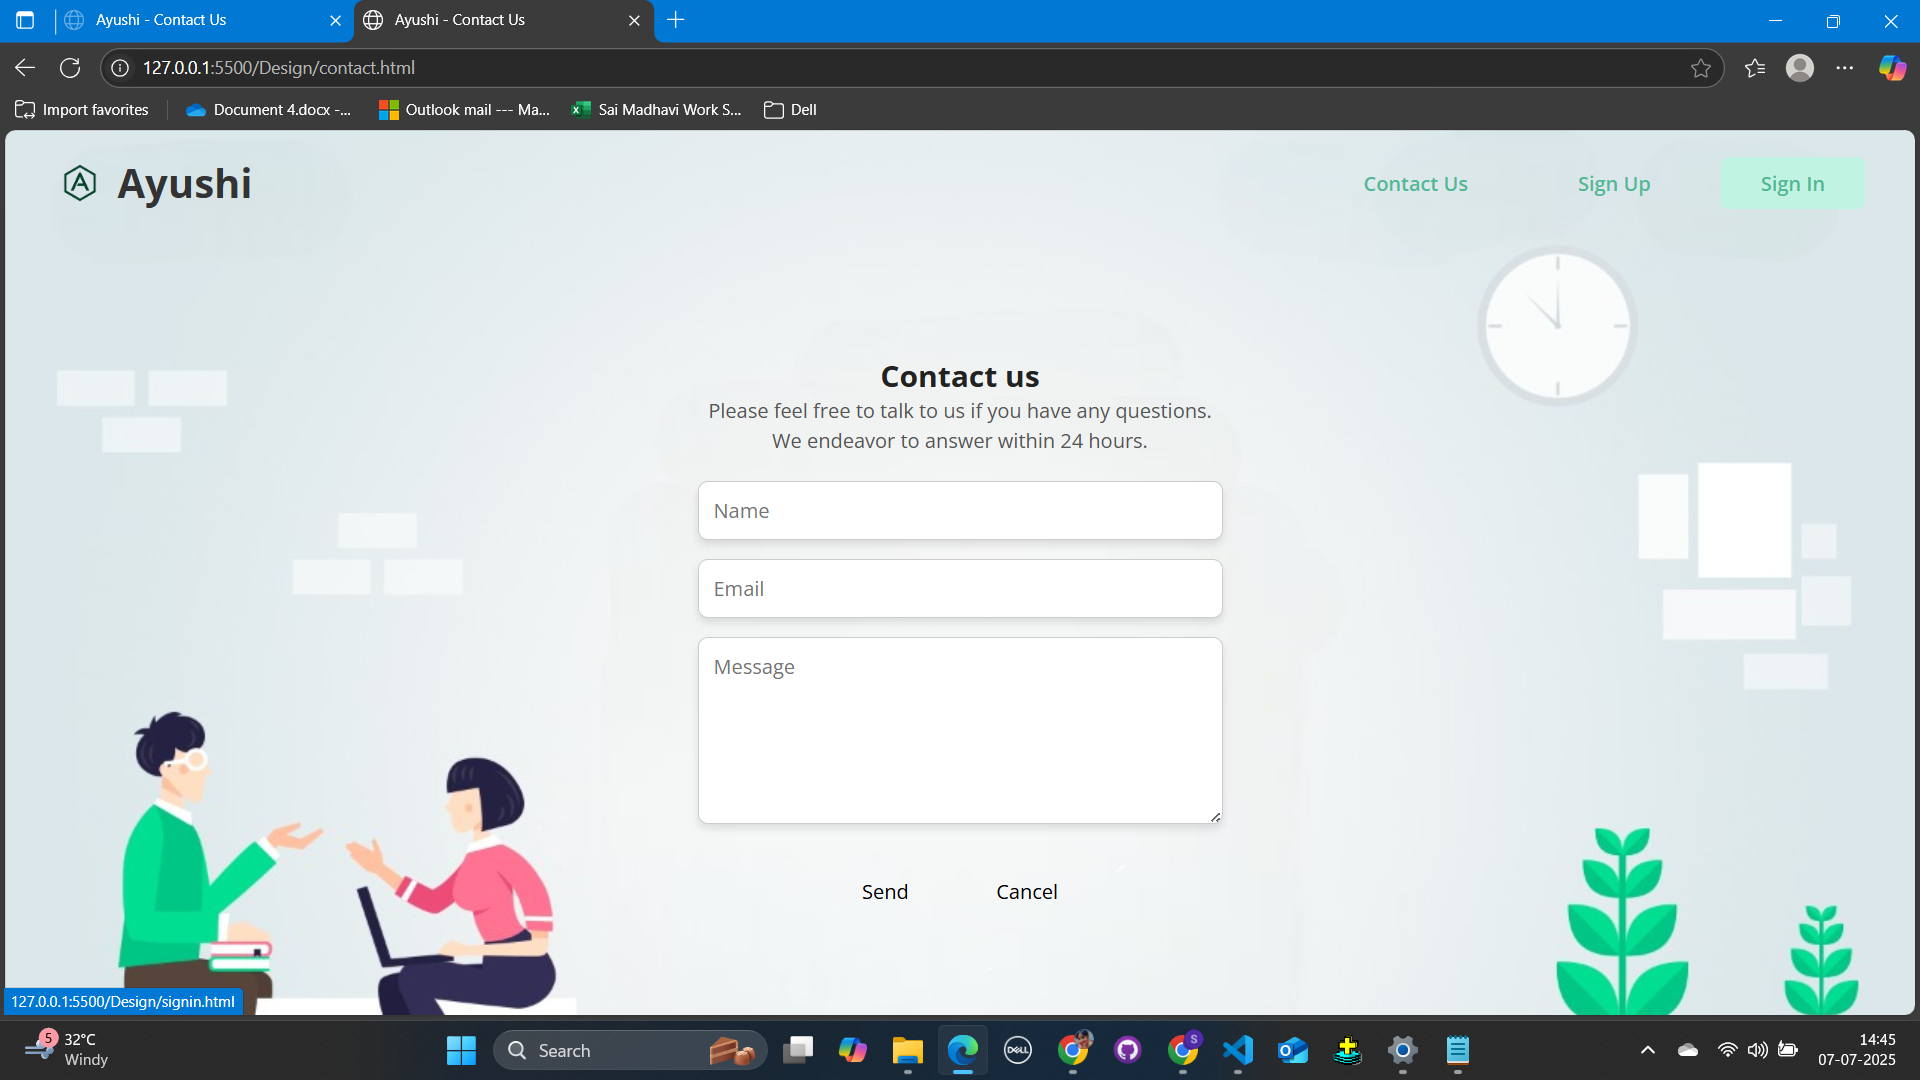 Ayushi - Contact Us
Ayushi - Contact Us
127.0.0.1:5500/Design/contact.html
Import favorites
Document 4.docx -...
Outlook mail --- Ma...
Sai Madhavi Work S...
Dell
A
Ayushi
Contact Us
Sign Up
Sign In
Contact us
Please feel free to talk to us if you have any questions.
We endeavor to answer within 24 hours.
Name
Email
Message
Send
Cancel
127.0.0.1:5500/Design/signin.html
5
32°C
Windy
Search
DELL
S
14:45
07-07-2025